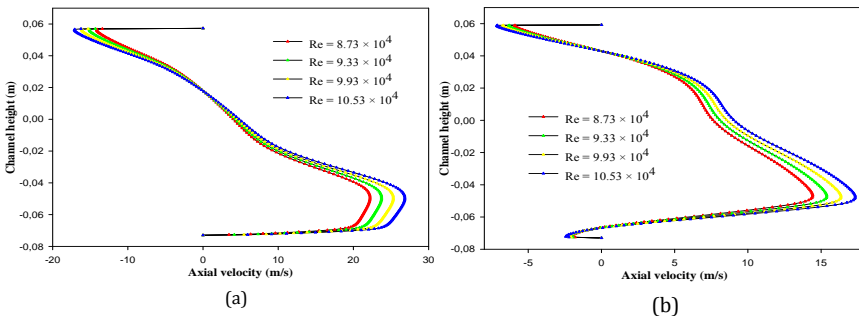 0,06
0,04
0,02
0,00
-0,02
-0,04
-0,06
-0,08
Channel height (m)
Re = 8.73 × 10⁴
Re = 9.33 × 10⁴
Re = 9.93 × 10⁴
Re = 10.53 × 10⁴
-20 -10 0 10 20 30
Axial velocity (m/s)
(a)
0,06
0,04
0,02
0,00
-0,02
-0,04
-0,06
-0,08
Channel height (m)
Re = 8.73 × 10⁴
Re = 9.33 × 10⁴
Re = 9.93 × 10⁴
Re = 10.53 × 10⁴
-5 0 5 10 15
Axial velocity (m/s)
(b)